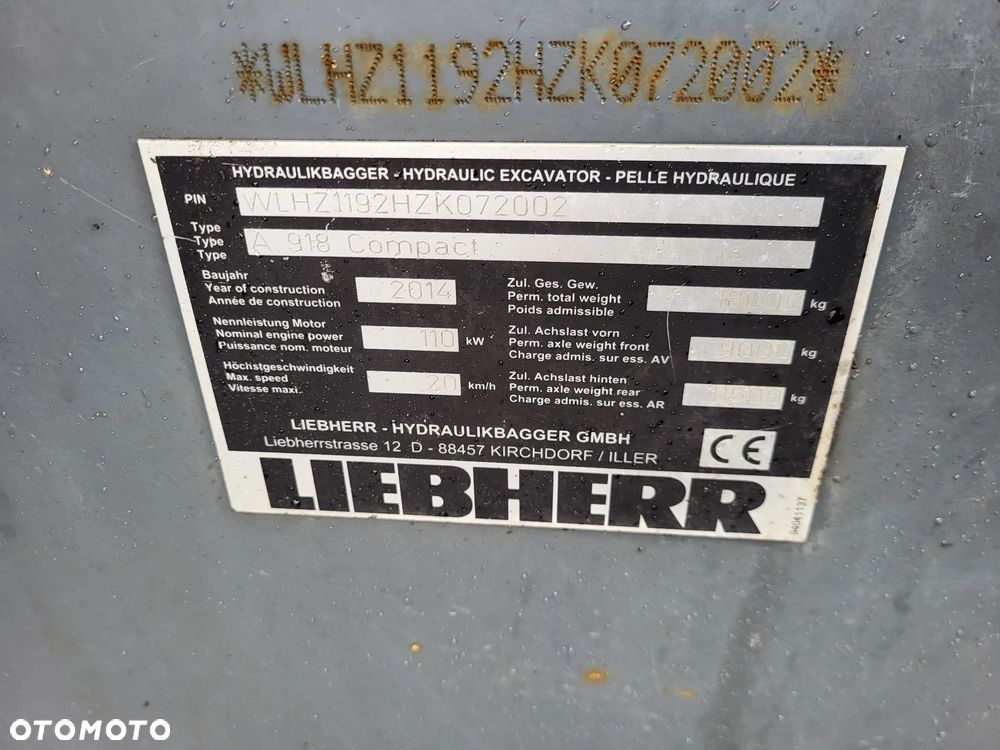 *WLHZ1192HZK072002*
HYDRAULIKBAGGER - HYDRAULIC EXCAVATOR - PELLE HYDRAULIQUE
PIN WLHZ1192HZK072002
Type
Type A 918 Compact
Type
Baujahr
Year of construction 2014
Année de construction
Nennleistung Motor
Nominal engine power 110 kW
Puissance nom. moteur
Höchstgeschwindigkeit
Max. speed 20 km/h
Vitesse maxi.
Zul. Ges. Gew.
Perm. total weight 18000 kg
Poids admissible
Zul. Achslast vorn
Perm. axle weight front 9000 kg
Charge admis. sur ess. AV
Zul. Achslast hinten
Perm. axle weight rear kg
Charge admis. sur ess. AR
LIEBHERR - HYDRAULIKBAGGER GMBH
Liebherrstrasse 12 D - 88457 KIRCHDORF / ILLER
CE
LIEBHERR
94041137
OTOMOTO